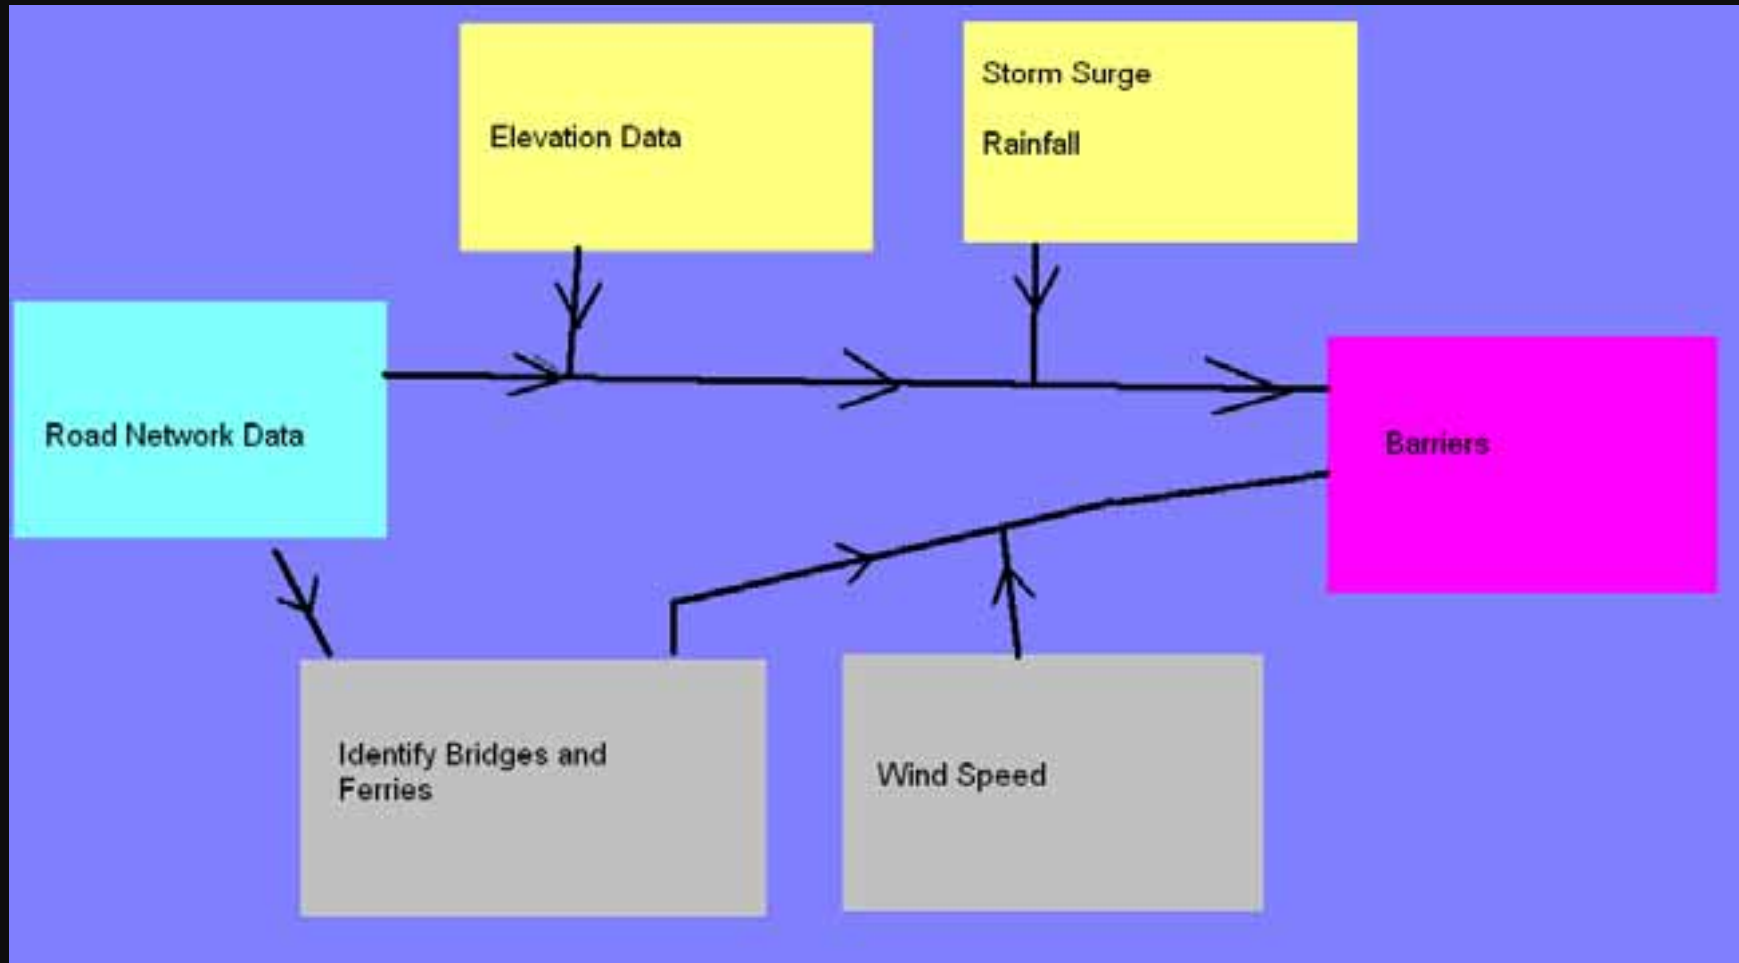 Elevation Data
Storm Surge
Rainfall
Road Network Data
Barriers
Identify Bridges and
Ferries
Wind Speed